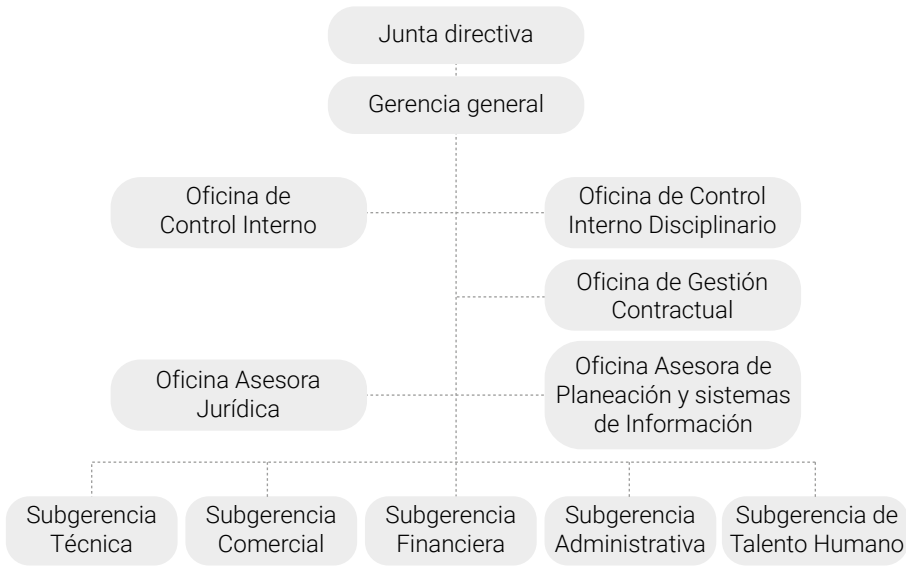 Junta directiva
Gerencia general
Oficina de
Control Interno
Oficina de Control
Interno Disciplinario
Oficina de Gestión
Contractual
Oficina Asesora
Jurídica
Oficina Asesora de
Planeación y sistemas
de Información
Subgerencia
Técnica
Subgerencia
Comercial
Subgerencia
Financiera
Subgerencia
Administrativa
Subgerencia de
Talento Humano